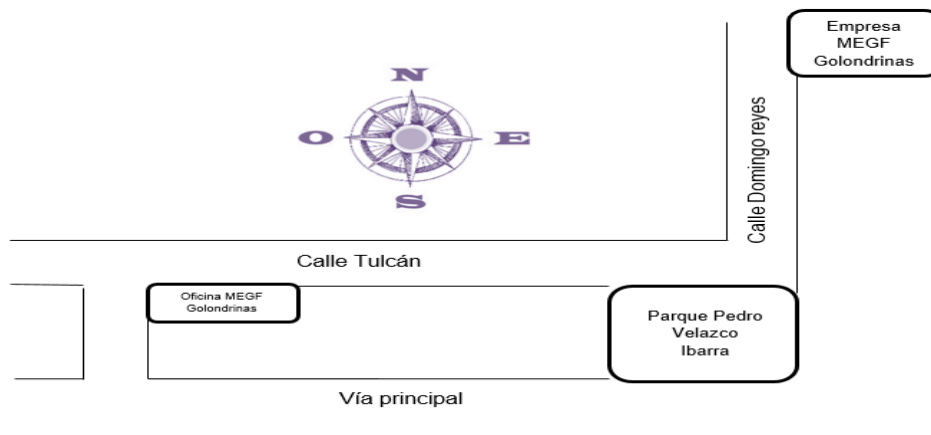 Empresa
MEGF
Golondrinas
N
O
E
S
Calle Domingo reyes
Calle Tulcán
Oficina MEGF
Golondrinas
Parque Pedro
Velazco
Ibarra
Vía principal